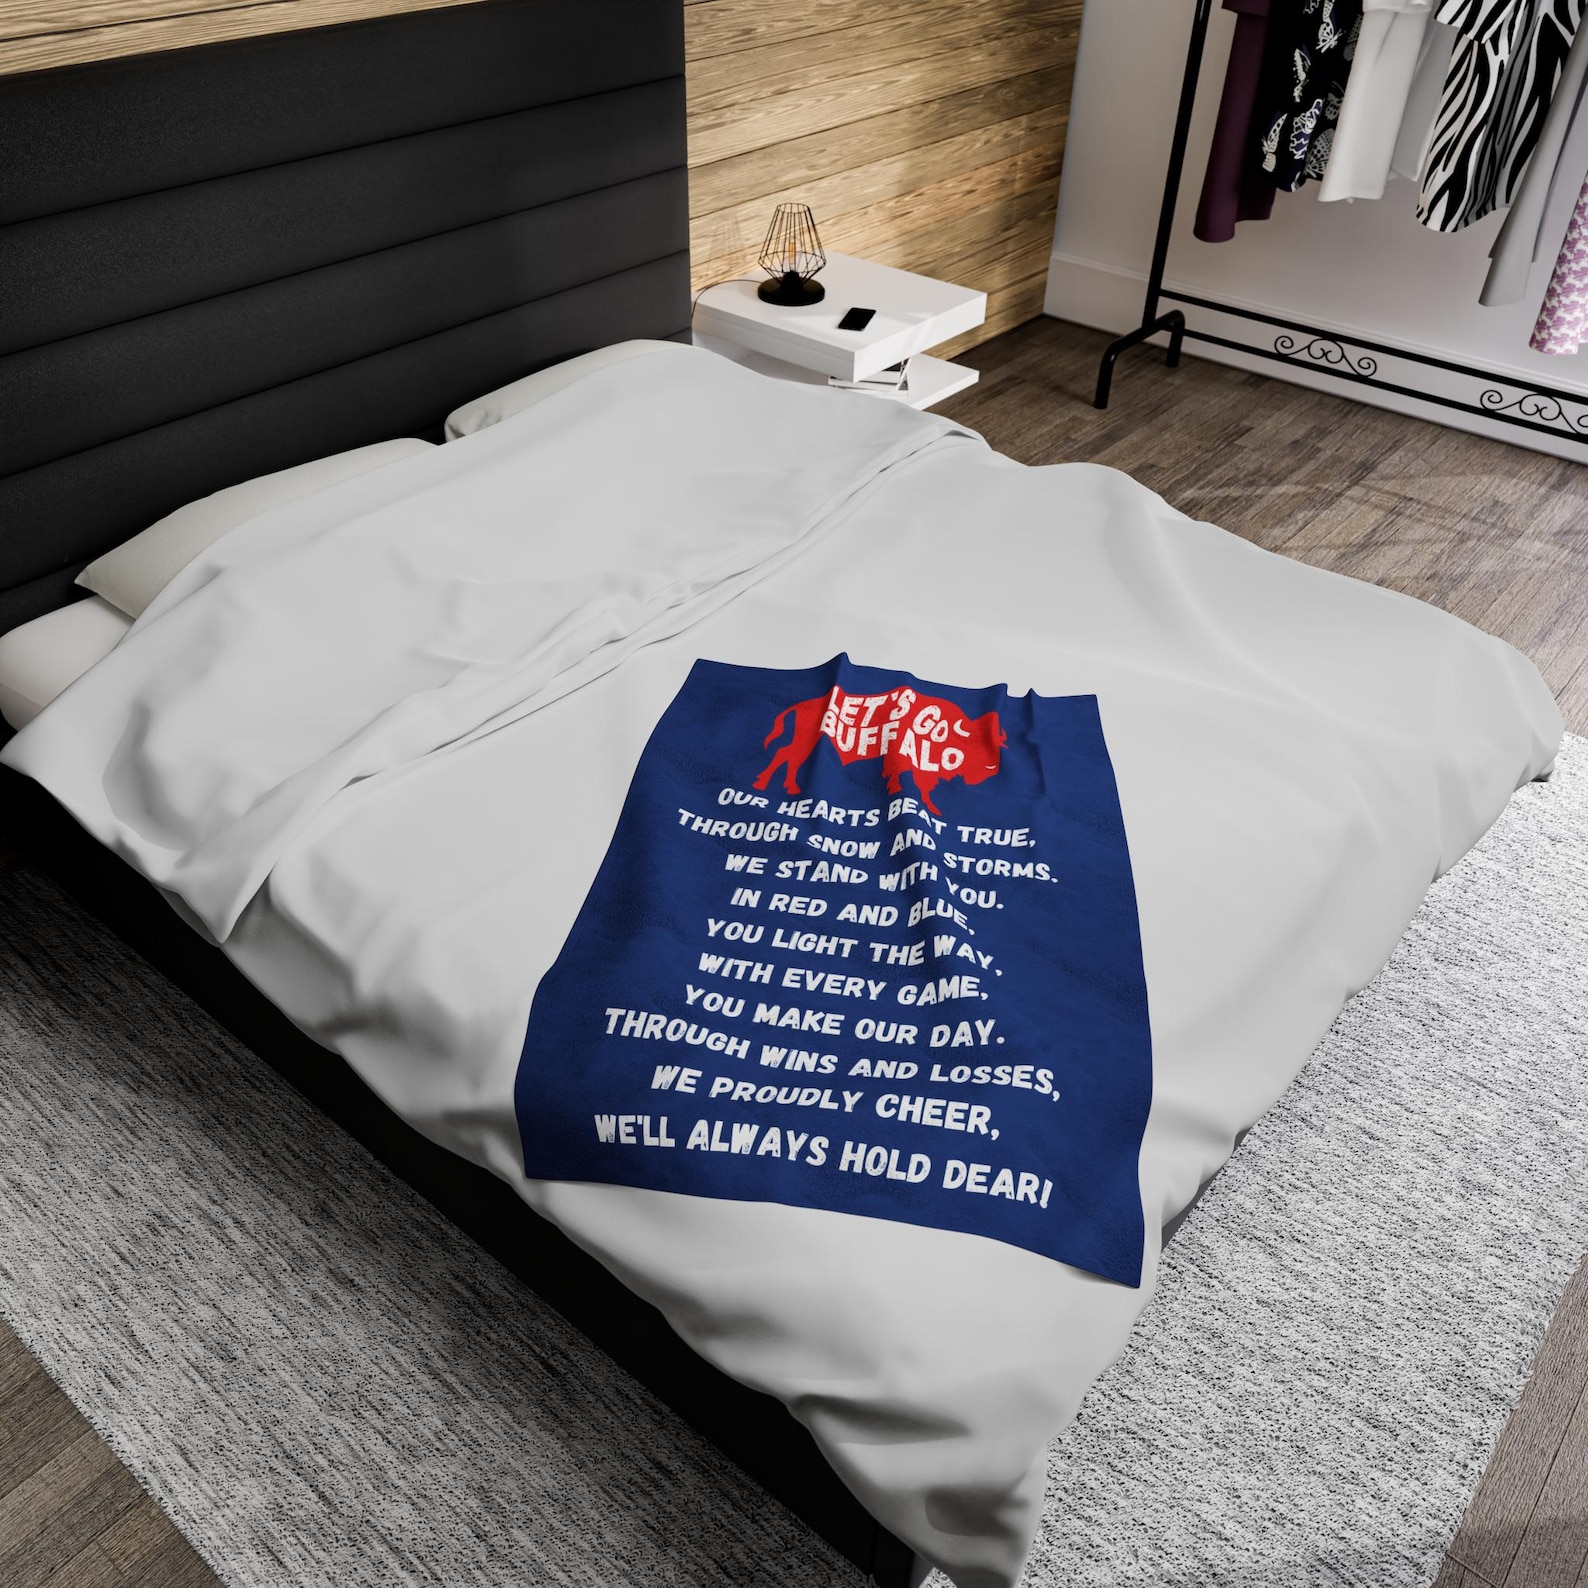 LET'S GO
BUFFALO
OUR HEARTS BEAT TRUE,
THROUGH SNOW AND STORMS.
WE STAND WITH YOU.
IN RED AND BLUE,
YOU LIGHT THE WAY,
WITH EVERY GAME,
YOU MAKE OUR DAY.
THROUGH WINS AND LOSSES,
WE PROUDLY CHEER,
WE'LL ALWAYS HOLD DEAR!